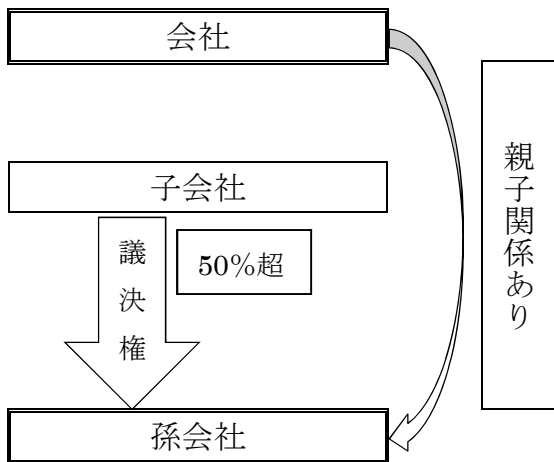 会社
子会社
議決権
50％超
親子関係あり
孫会社